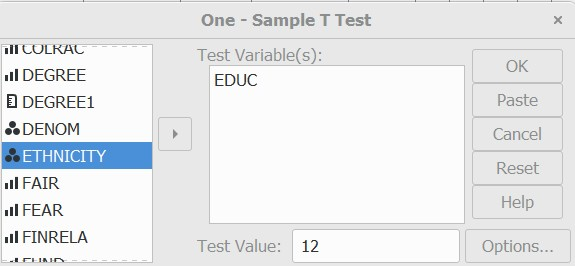 One - Sample T Test
COLRAC
DEGREE
DEGREE1
DENOM
ETHNICITY
FAIR
FEAR
FINRELA
FUND
Test Variable(s):
EDUC
Test Value: 12
OK
Paste
Cancel
Reset
Help
Options...